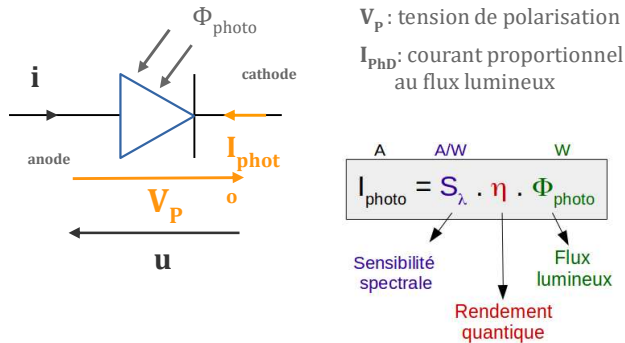 Φphoto
cathode
i
anode
Iphot
o
VP
u
VP : tension de polarisation
IPhD: courant proportionnel
au flux lumineux
A A/W W
Iphoto = Sλ . η . Φphoto
Sensibilité
spectrale
Flux
lumineux
Rendement
quantique